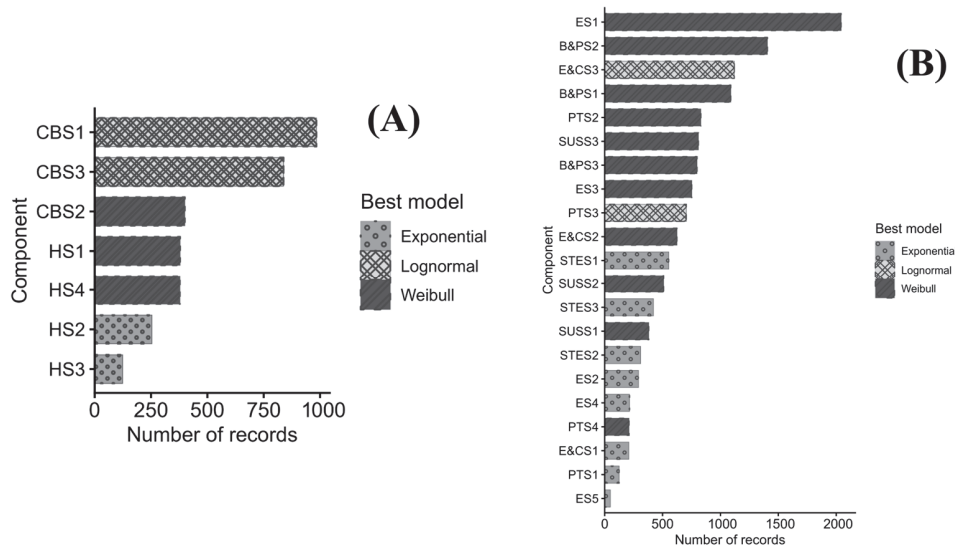 (A)
Component
CBS1
CBS3
CBS2
HS1
HS4
HS2
HS3
0 250 500 750 1000
Number of records
Best model
Exponential
Lognormal
Weibull
(B)
Component
ES1
B&PS2
E&CS3
B&PS1
PTS2
SUSS3
B&PS3
ES3
PTS3
E&CS2
STES1
SUSS2
STES3
SUSS1
STES2
ES2
ES4
PTS4
E&CS1
PTS1
ES5
0 500 1000 1500 2000
Number of records
Best model
Exponentia
Lognormal
Weibull